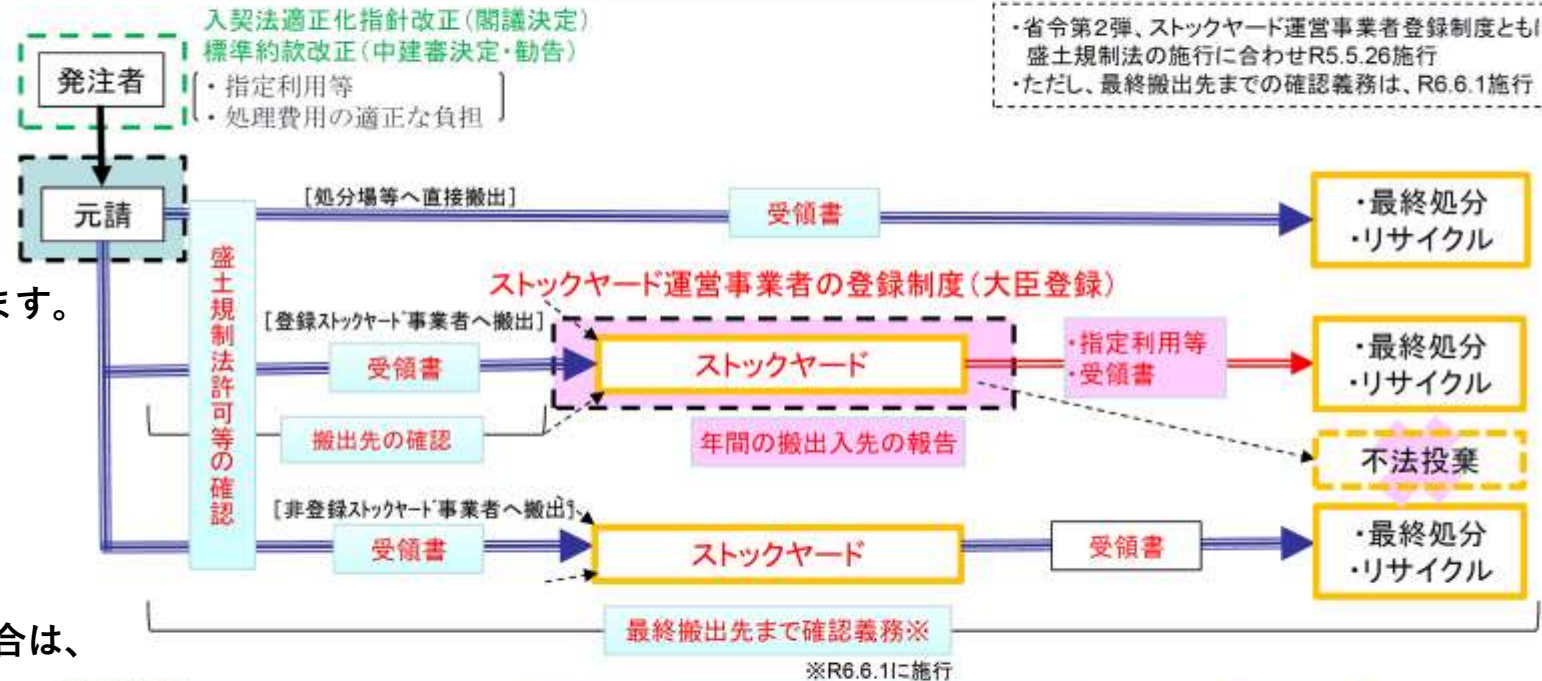 入契法適正化指針改正（閣議決定）
標準約款改正（中建審決定・勧告）
・指定利用等
・処理費用の適正な負担
・省令第2弾、ストックヤード運営事業者登録制度とも
盛土規制法の施行に合わせR5.5.26施行
・ただし、最終搬出先までの確認義務は、R6.6.1施行
発注者
元請
[処分場等へ直接搬出]
受領書
・最終処分
・リサイクル
盛土規制法許可等の確認
ます。
ストックヤード運営事業者の登録制度（大臣登録）
[登録ストックヤード事業者へ搬出]
受領書
ストックヤード
・指定利用等
・受領書
・最終処分
・リサイクル
搬出先の確認
年間の搬出入先の報告
不法投棄
[非登録ストックヤード事業者へ搬出]
受領書
ストックヤード
受領書
・最終処分
・リサイクル
合は、
最終搬出先まで確認義務※
※R6.6.1に施行